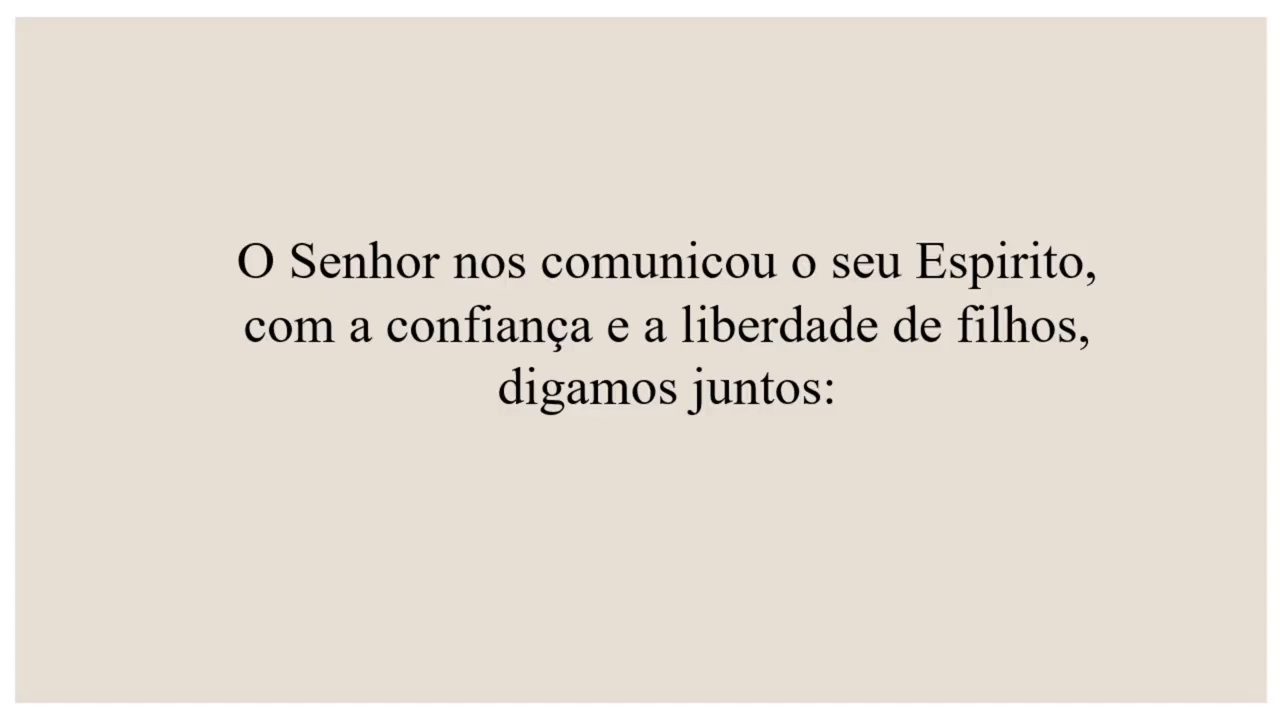 O Senhor nos comunicou o seu Espirito,
com a confiança e a liberdade de filhos,
digamos juntos: